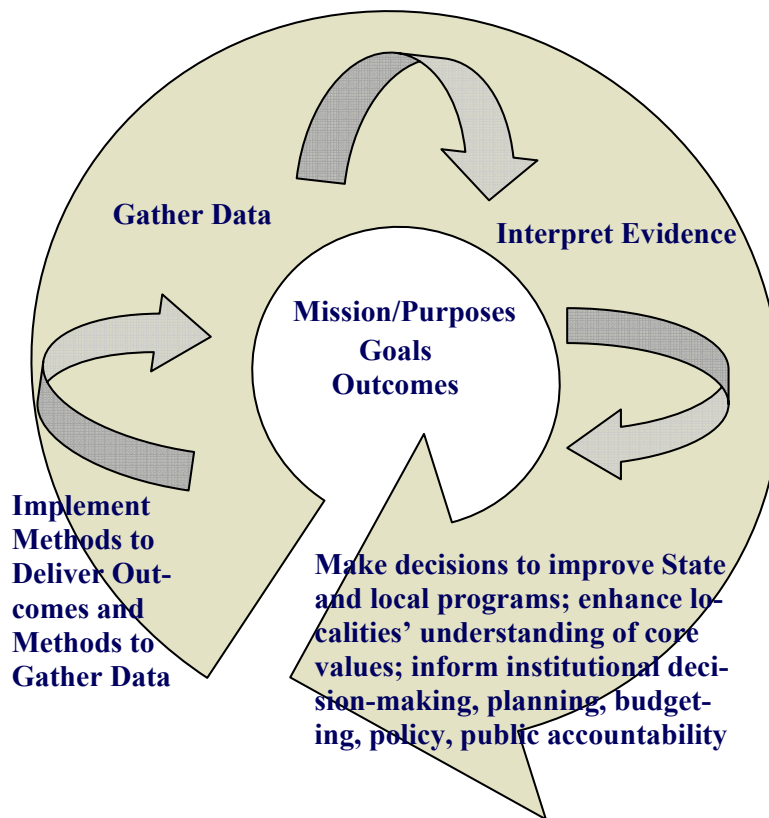 Gather Data
Interpret Evidence
Mission/Purposes
Goals
Outcomes
Implement
Methods to
Deliver Out-
comes and
Methods to
Gather Data
Make decisions to improve State
and local programs; enhance lo-
calities’ understanding of core
values; inform institutional deci-
sion-making, planning, budget-
ing, policy, public accountability